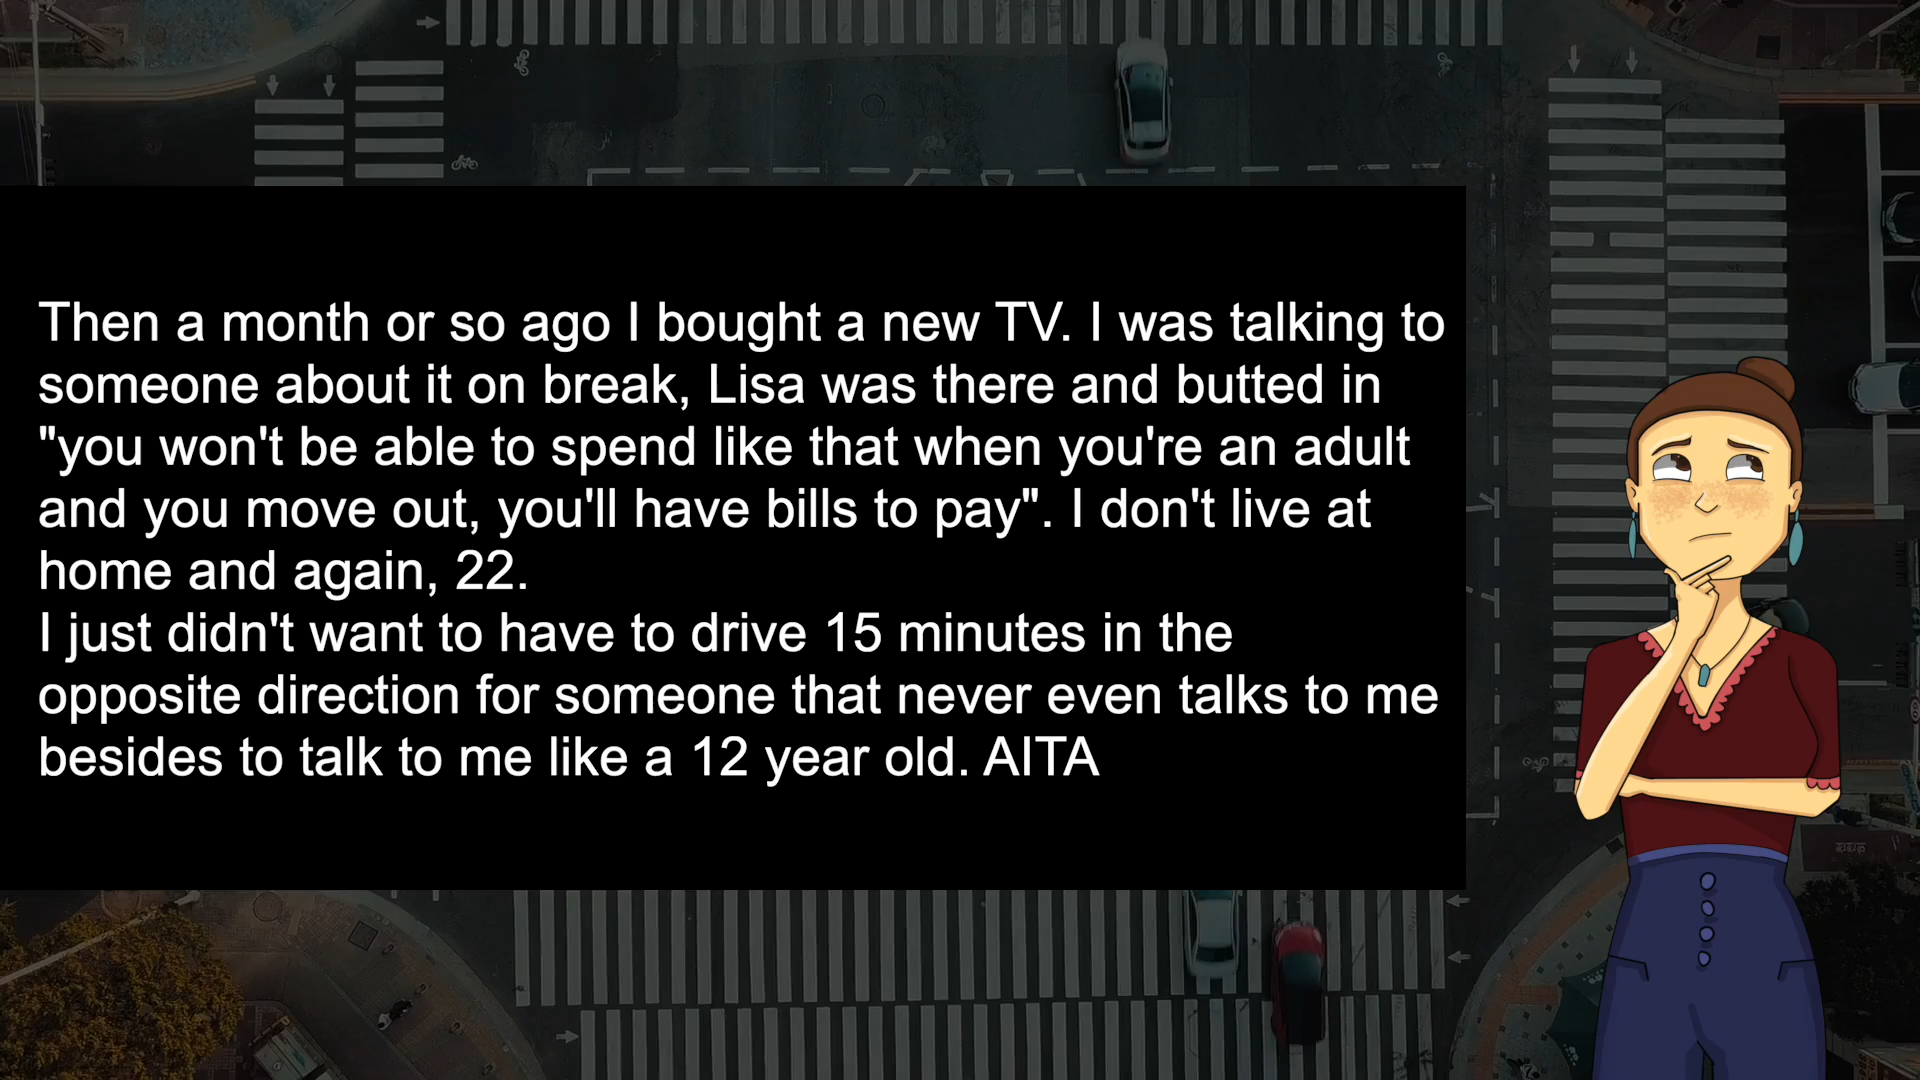 Then a month or so ago I bought a new TV. I was talking to
someone about it on break, Lisa was there and butted in
"you won't be able to spend like that when you're an adult
and you move out, you'll have bills to pay". I don't live at
home and again, 22.
I just didn't want to have to drive 15 minutes in the
opposite direction for someone that never even talks to me
besides to talk to me like a 12 year old. AITA